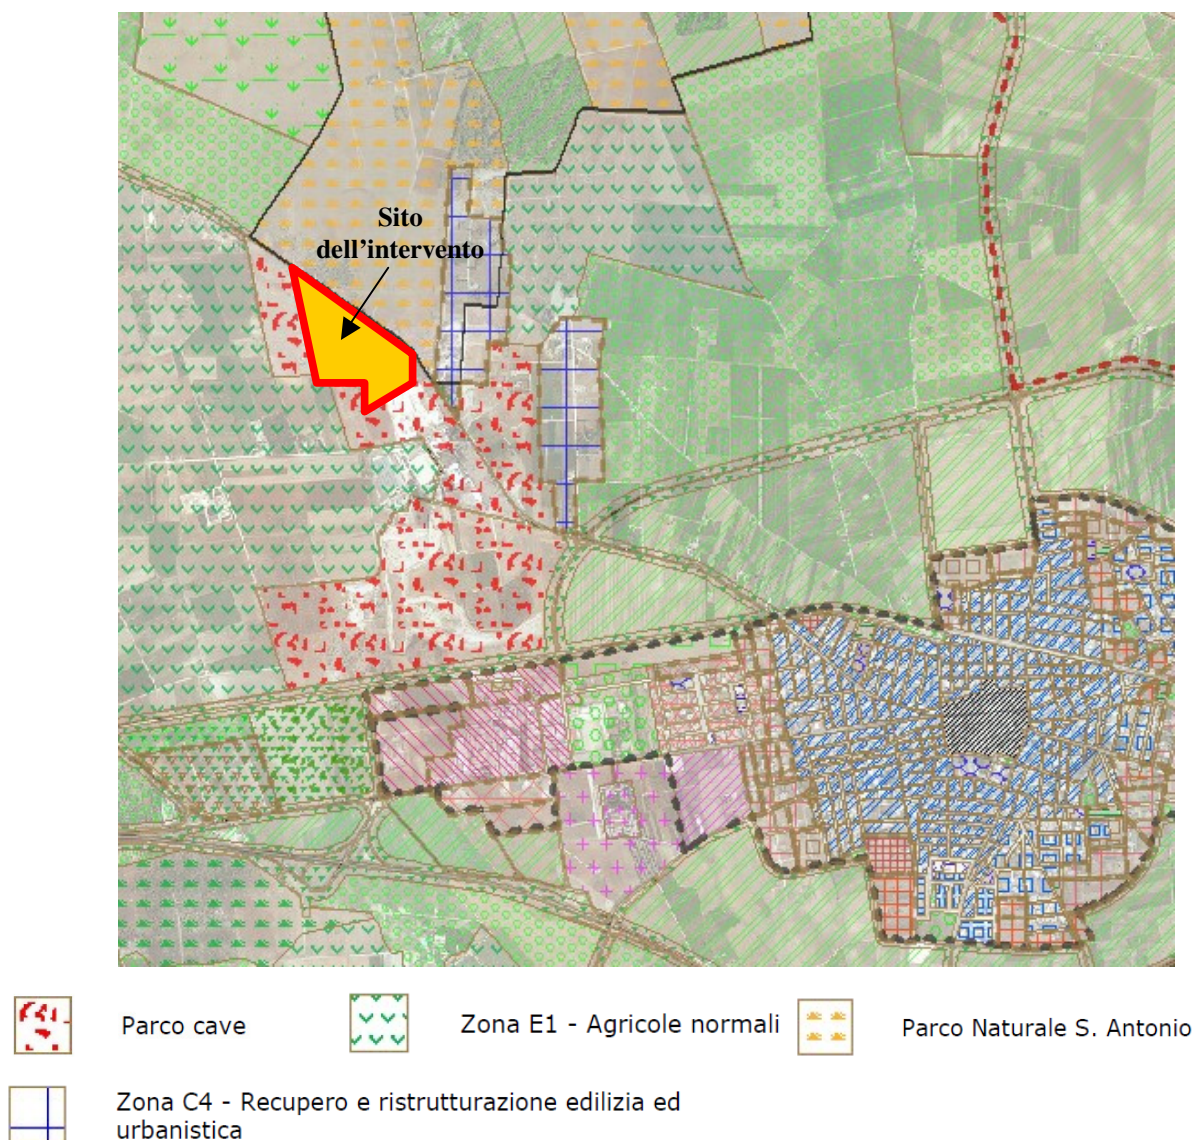 Sito
dell'intervento
Parco cave
Zona E1 - Agricole normali
Parco Naturale S. Antonio
Zona C4 - Recupero e ristrutturazione edilizia ed
urbanistica